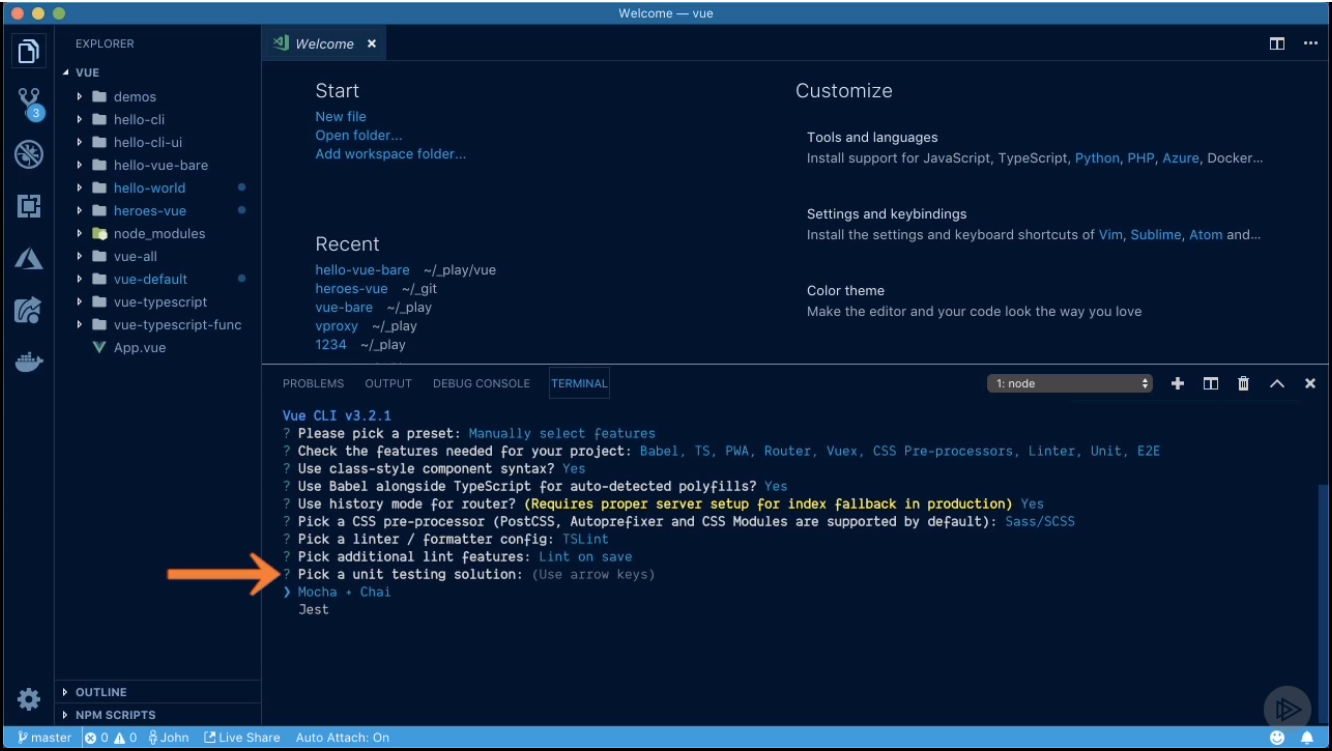 Welcome — vue
EXPLORER
VUE
demos
hello-cli
hello-cli-ui
hello-vue-bare
hello-world
heroes-vue
node_modules
vue-all
vue-default
vue-typescript
vue-typescript-func
App.vue
OUTLINE
NPM SCRIPTS
3
Welcome
Start
New file
Open folder...
Add workspace folder...
Recent
hello-vue-bare ~/_play/vue
heroes-vue ~/_git
vue-bare ~/_play
vproxy ~/_play
1234 ~/_play
Customize
Tools and languages
Install support for JavaScript, TypeScript, Python, PHP, Azure, Docker...
Settings and keybindings
Install the settings and keyboard shortcuts of Vim, Sublime, Atom and...
Color theme
Make the editor and your code look the way you love
PROBLEMS OUTPUT DEBUG CONSOLE TERMINAL 1: node
Vue CLI v3.2.1
? Please pick a preset: Manually select features
? Check the features needed for your project: Babel, TS, PWA, Router, Vuex, CSS Pre-processors, Linter, Unit, E2E
? Use class-style component syntax? Yes
? Use Babel alongside TypeScript for auto-detected polyfills? Yes
? Use history mode for router? (Requires proper server setup for index fallback in production) Yes
? Pick a CSS pre-processor (PostCSS, Autoprefixer and CSS Modules are supported by default): Sass/SCSS
? Pick a linter / formatter config: TSLint
? Pick additional lint features: Lint on save
? Pick a unit testing solution: (Use arrow keys)
❯ Mocha + Chai
Jest
master 0 0 John Live Share Auto Attach: On